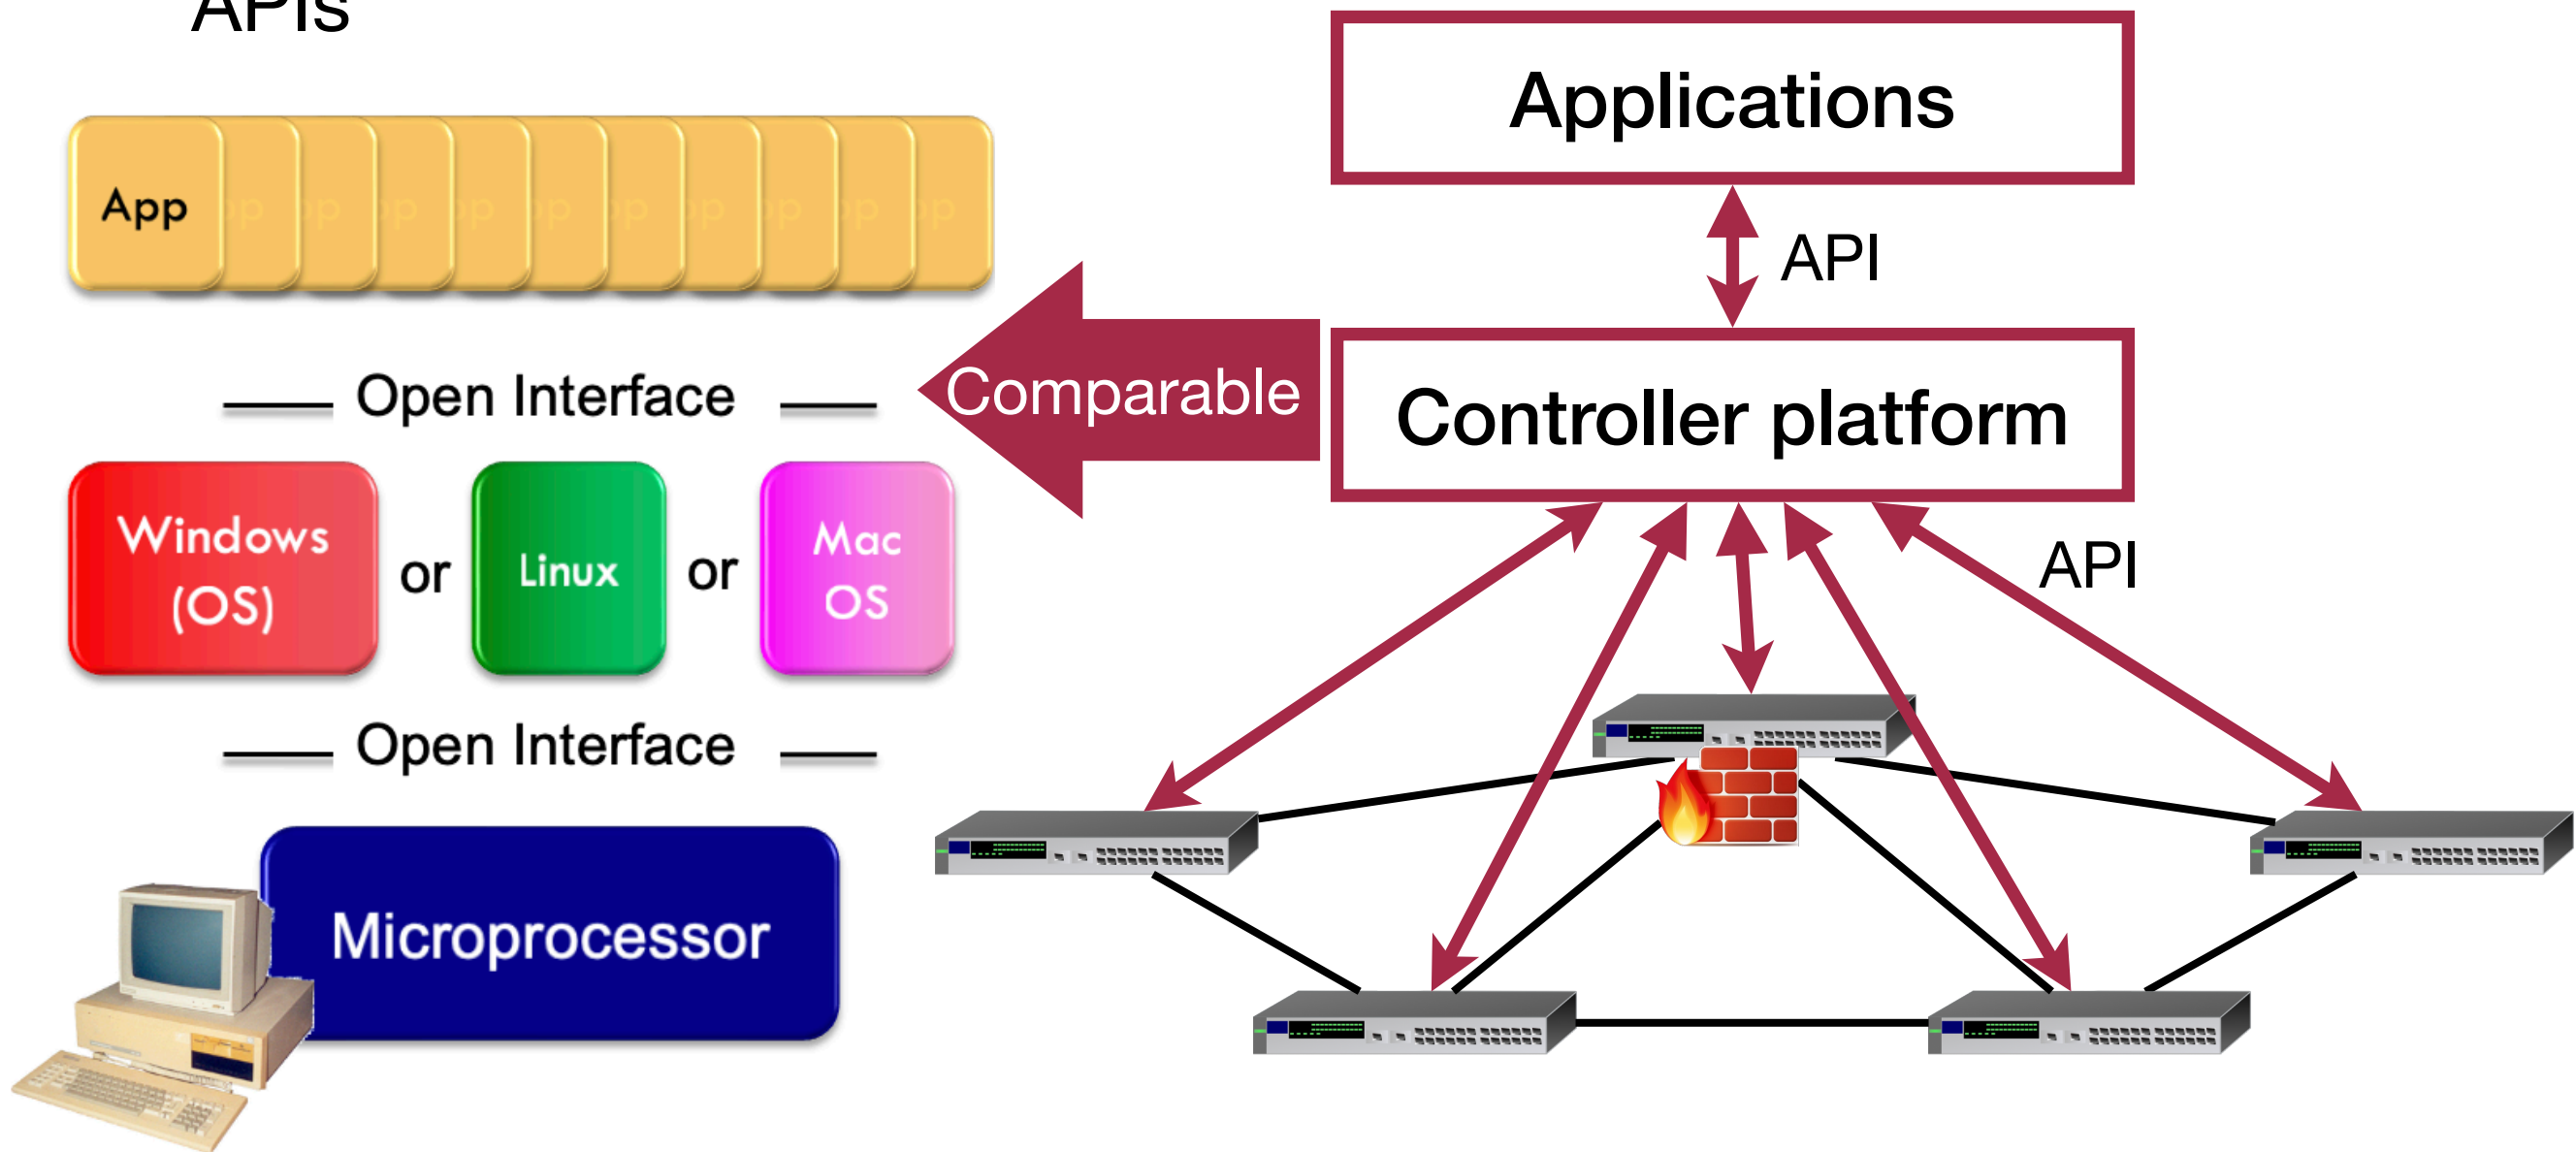 APIs
App
Open Interface
Windows
(OS)
or
Linux
or
Mac
OS
Open Interface
Microprocessor
Applications
API
Comparable
Controller platform
API